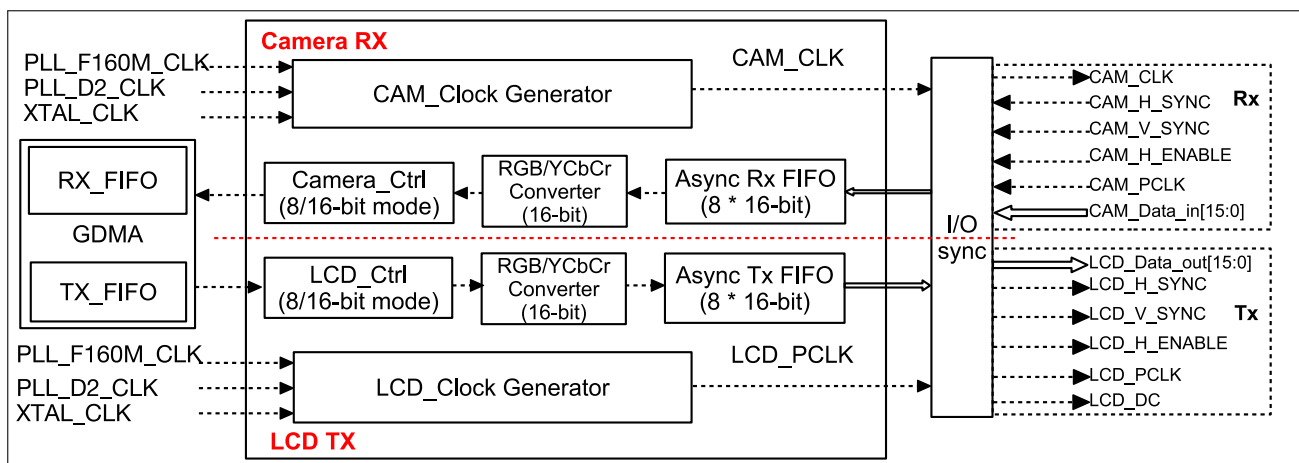 Camera RX
PLL_F160M_CLK
PLL_D2_CLK
XTAL_CLK
CAM_Clock Generator
CAM_CLK
CAM_CLK
CAM_H_SYNC
Rx
CAM_V_SYNC
CAM_H_ENABLE
CAM_PCLK
CAM_Data_in[15:0]
RX_FIFO
GDMA
TX_FIFO
Camera_Ctrl
(8/16-bit mode)
RGB/YCbCr
Converter
(16-bit)
Async Rx FIFO
(8 * 16-bit)
I/O
sync
LCD_Ctrl
(8/16-bit mode)
RGB/YCbCr
Converter
(16-bit)
Async Tx FIFO
(8 * 16-bit)
LCD_Data_out[15:0]
LCD_H_SYNC
LCD_V_SYNC
Tx
LCD_H_ENABLE
LCD_PCLK
LCD_DC
PLL_F160M_CLK
PLL_D2_CLK
XTAL_CLK
LCD_Clock Generator
LCD_PCLK
LCD TX